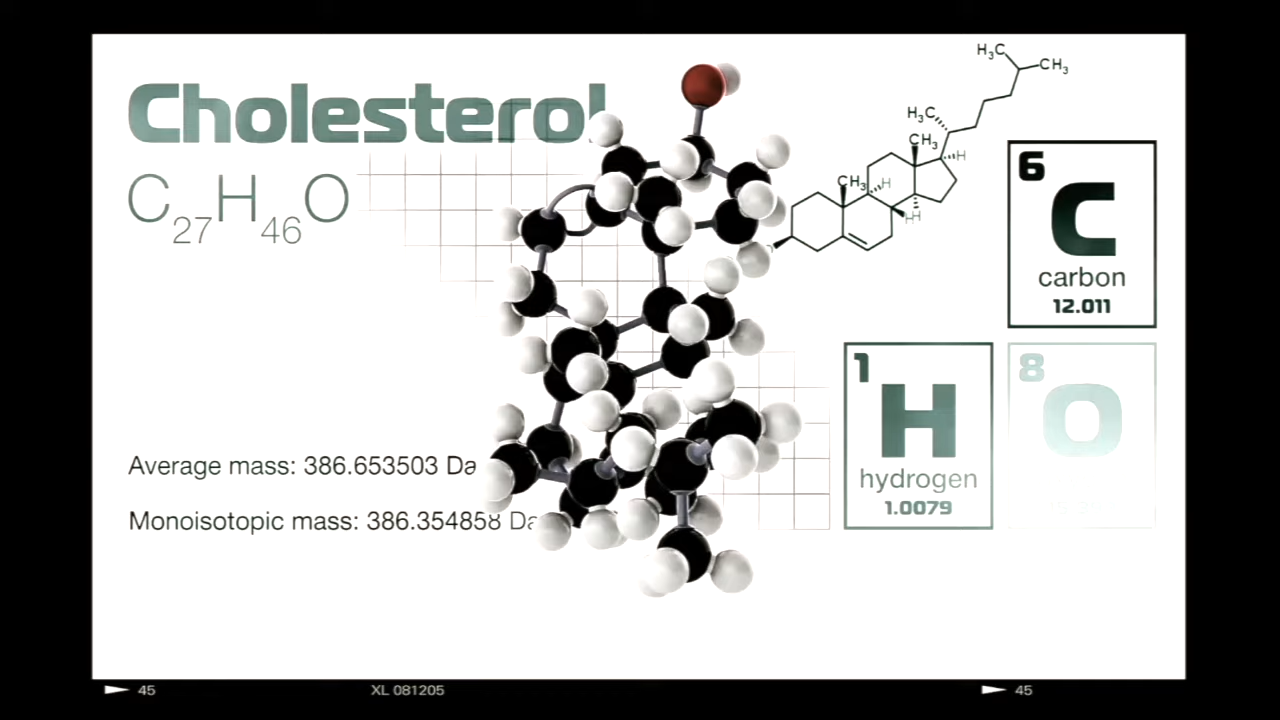 Cholesterol
C27H46O
Average mass: 386.653503 Da
Monoisotopic mass: 386.354858 Da
H3C
CH3
H3C
CH3
H
CH3
H
H
H
6
C
carbon
12.011
1
H
hydrogen
1.0079
8
O
45
XL 081205
45